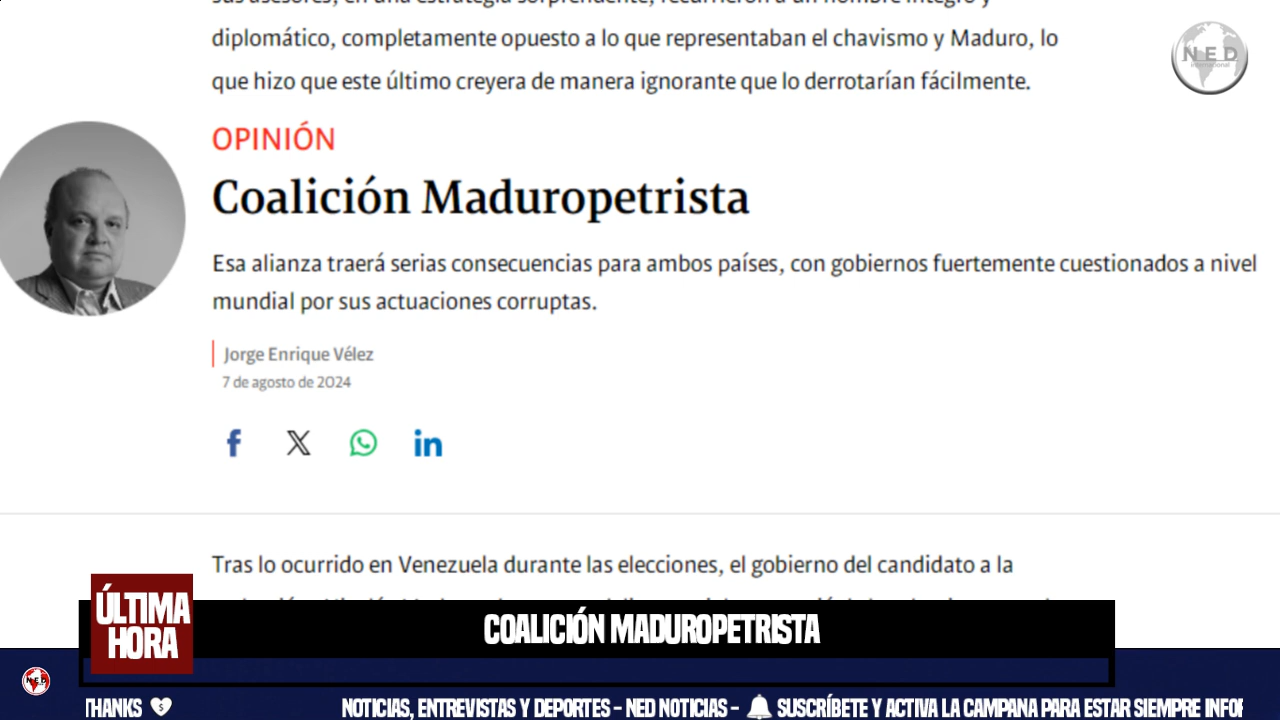 diplomático, completamente opuesto a lo que representaban el chavismo y Maduro, lo
que hizo que este último creyera de manera ignorante que lo derrotarían fácilmente.
NED
international
OPINIÓN
Coalición Maduropetrista
Esa alianza traerá serias consecuencias para ambos países, con gobiernos fuertemente cuestionados a nivel
mundial por sus actuaciones corruptas.
Jorge Enrique Vélez
7 de agosto de 2024
Tras lo ocurrido en Venezuela durante las elecciones, el gobierno del candidato a la
ÚLTIMA
HORA
COALICIÓN MADUROPETRISTA
NED
THANKS
NOTICIAS, ENTREVISTAS Y DEPORTES - NED NOTICIAS - SUSCRÍBETE Y ACTIVA LA CAMPANA PARA ESTAR SIEMPRE